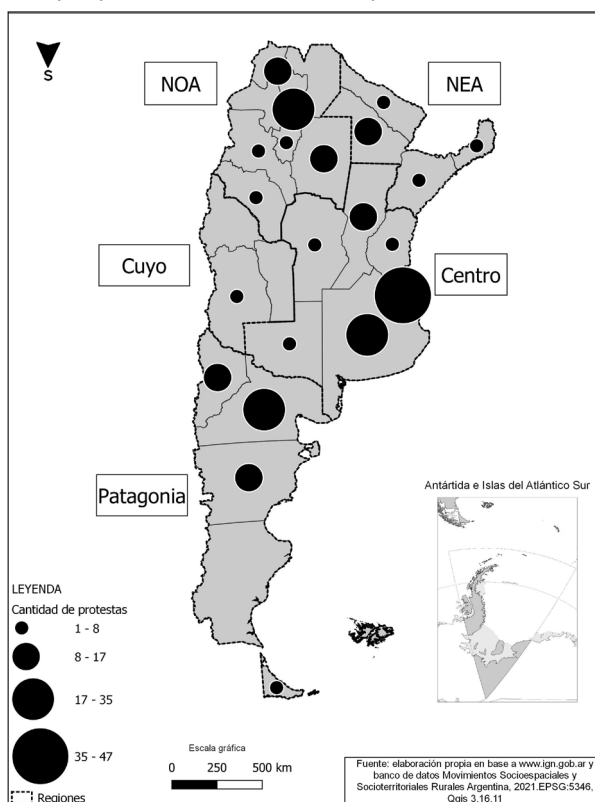 S
NOA
NEA
Cuyo
Centro
Patagonia
Antártida e Islas del Atlántico Sur
LEYENDA
Cantidad de protestas
1 - 8
8 - 17
17 - 35
35 - 47
Regiones
Escala gráfica
0 250 500 km
Fuente: elaboración propia en base a www.ign.gob.ar y
banco de datos Movimientos Socioespaciales y
Socioterritoriales Rurales Argentina, 2021.EPSG:5346,
Qgis 3.16.11